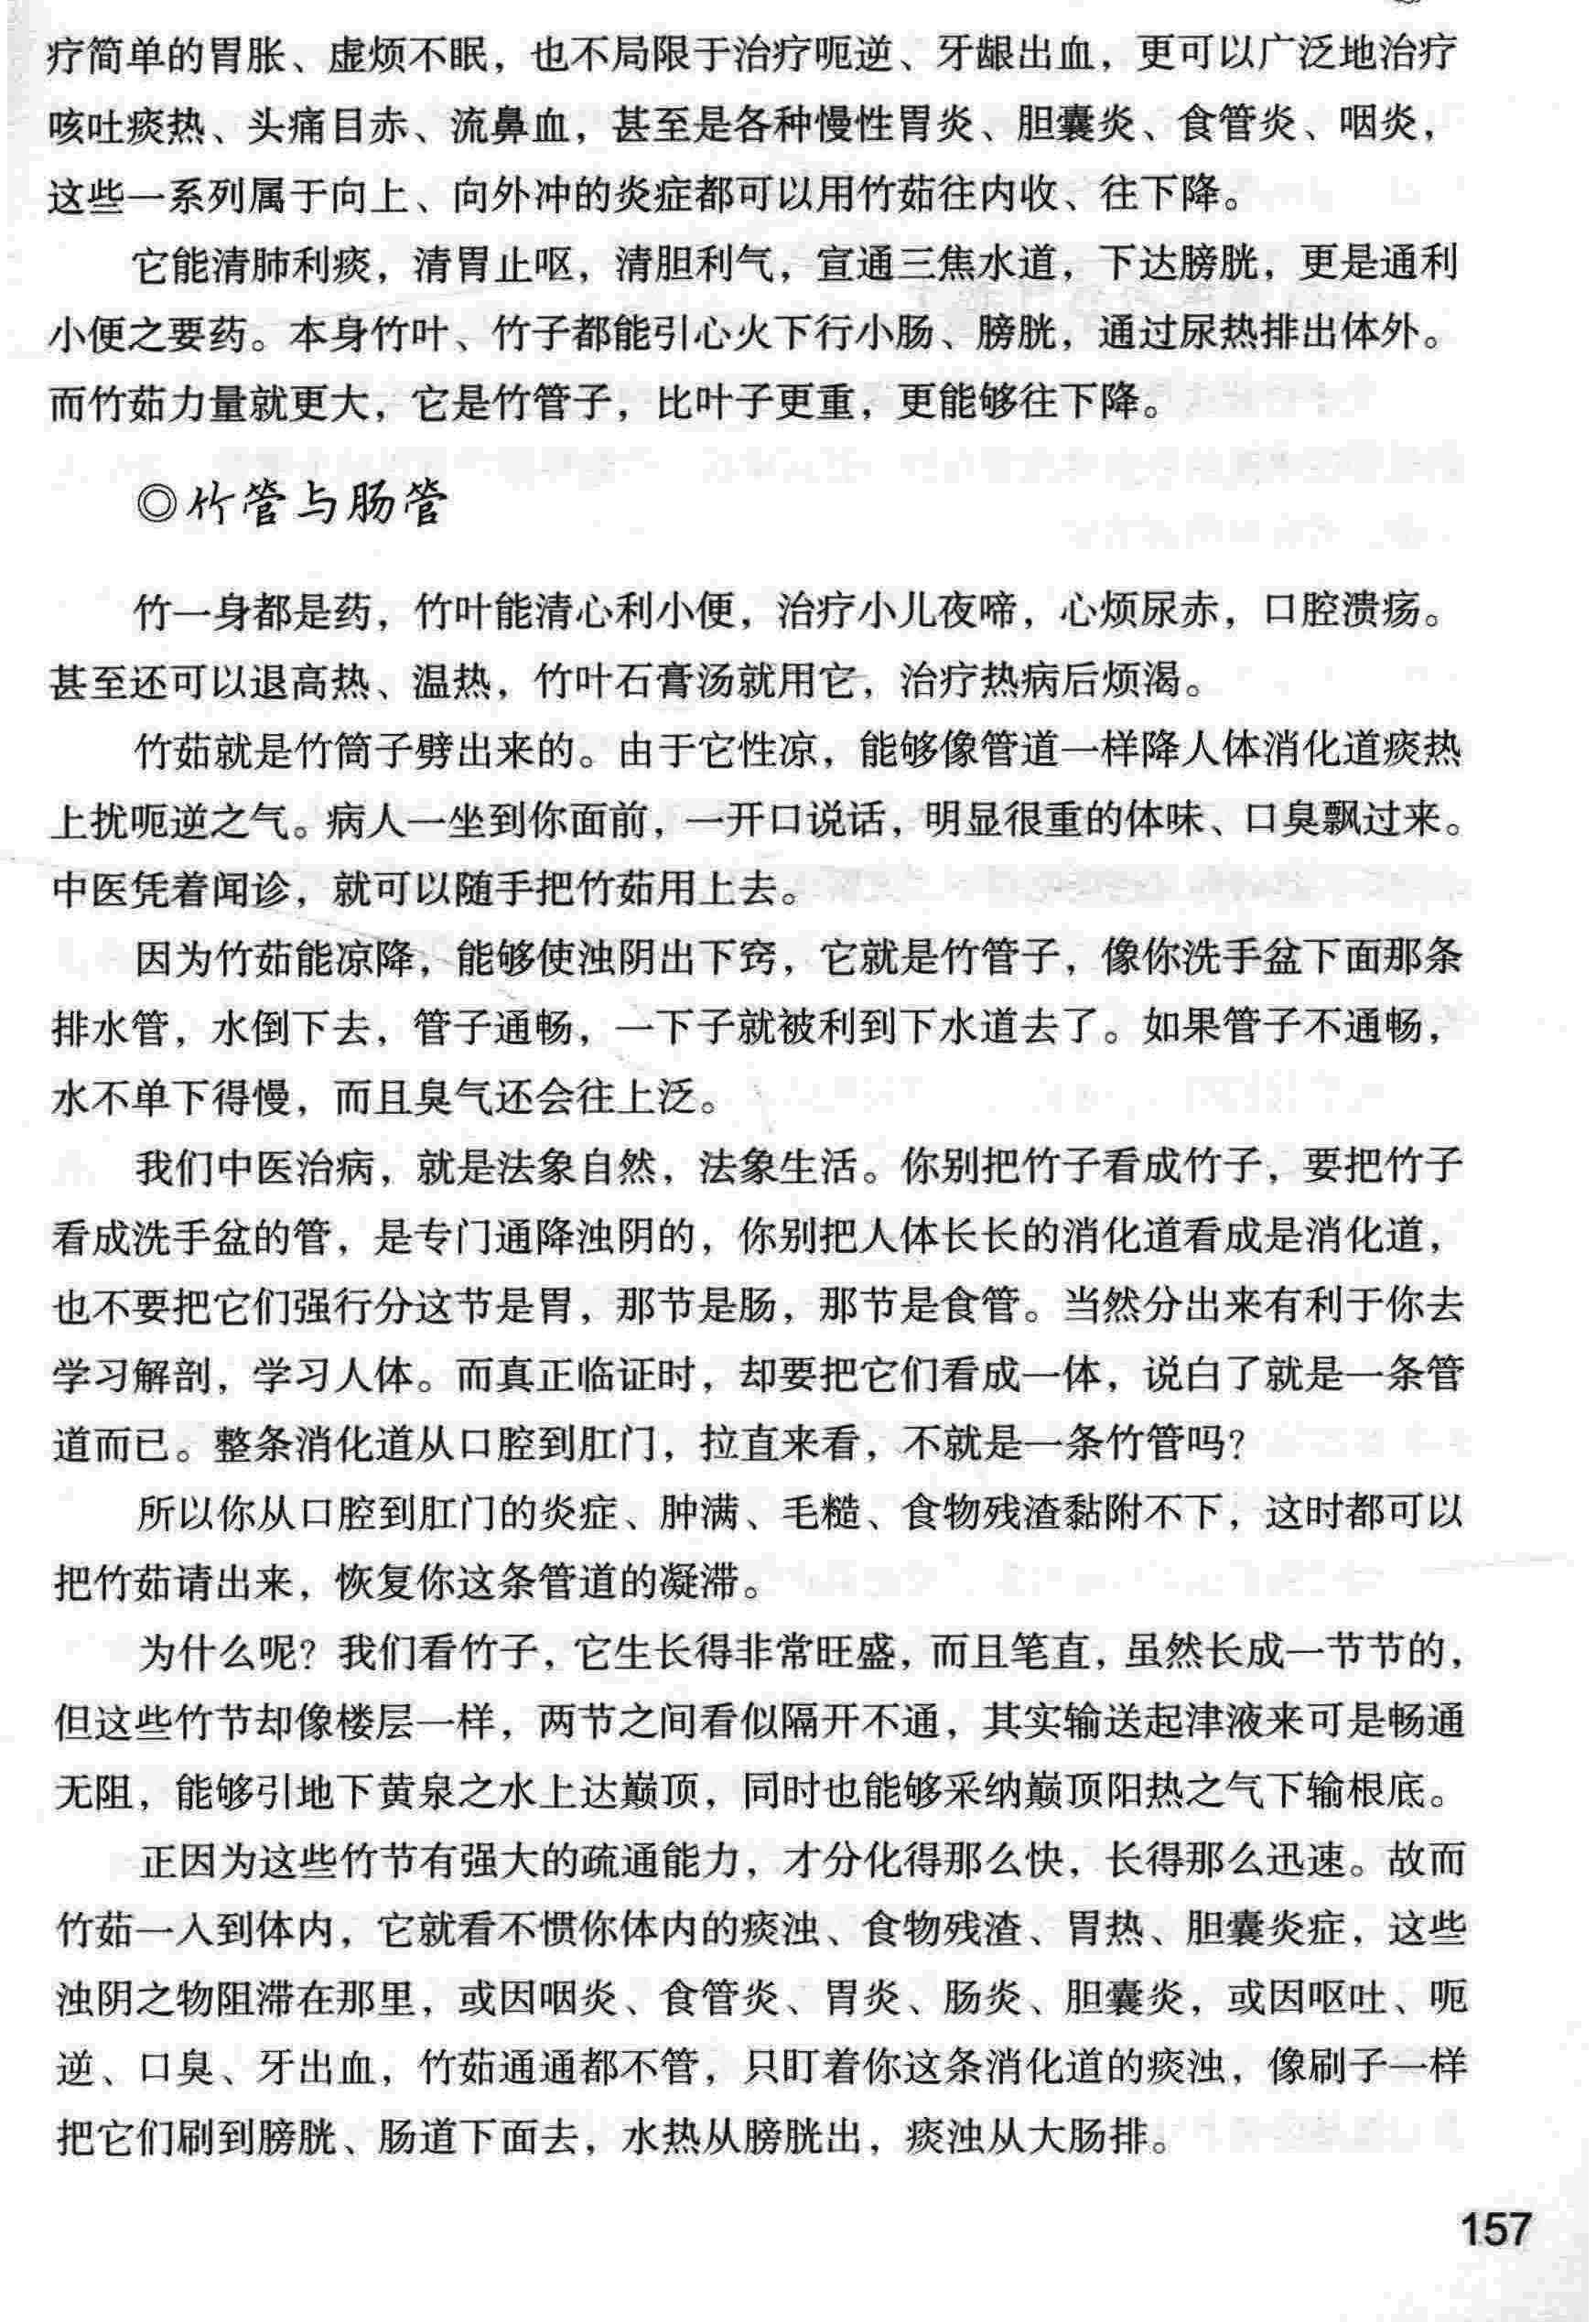 疗简单的胃胀、虚烦不眠，也不局限于治疗呃逆、牙龈出血，更可以广泛地治疗
咳吐痰热、头痛目赤、流鼻血，甚至是各种慢性胃炎、胆囊炎、食管炎、咽炎，
这些一系列属于向上、向外冲的炎症都可以用竹茹往内收、往下降。
它能清肺利痰，清胃止呕，清胆利气，宣通三焦水道，下达膀胱，更是通利
小便之要药。本身竹叶、竹子都能引心火下行小肠、膀胱，通过尿热排出体外。
而竹茹力量就更大，它是竹管子，比叶子更重，更能够往下降。
◎竹管与肠管
竹一身都是药，竹叶能清心利小便，治疗小儿夜啼，心烦尿赤，口腔溃疡。
甚至还可以退高热、温热，竹叶石膏汤就用它，治疗热病后烦渴。
竹茹就是竹筒子劈出来的。由于它性凉，能够像管道一样降人体消化道痰热
上扰呃逆之气。病人一坐到你面前，一开口说话，明显很重的体味、口臭飘过来。
中医凭着闻诊，就可以随手把竹茹用上去。
因为竹茹能凉降，能够使浊阴出下窍，它就是竹管子，像你洗手盆下面那条
排水管，水倒下去，管子通畅，一下子就被利到下水道去了。如果管子不通畅，
水不单下得慢，而且臭气还会往上泛。
我们中医治病，就是法象自然，法象生活。你别把竹子看成竹子，要把竹子
看成洗手盆的管，是专门通降浊阴的，你别把人体长长的消化道看成是消化道，
也不要把它们强行分这节是胃，那节是肠，那节是食管。当然分出来有利于你去
学习解剖，学习人体。而真正临证时，却要把它们看成一体，说白了就是一条管
道而已。整条消化道从口腔到肛门，拉直来看，不就是一条竹管吗？
所以你从口腔到肛门的炎症、肿满、毛糙、食物残渣黏附不下，这时都可以
把竹茹请出来，恢复你这条管道的凝滞。
为什么呢？我们看竹子，它生长得非常旺盛，而且笔直，虽然长成一节节的，
但这些竹节却像楼层一样，两节之间看似隔开不通，其实输送起津液来可是畅通
无阻，能够引地下黄泉之水上达巅顶，同时也能够采纳巅顶阳热之气下输根底。
正因为这些竹节有强大的疏通能力，才分化得那么快，长得那么迅速。故而
竹茹一入到体内，它就看不惯你体内的痰浊、食物残渣、胃热、胆囊炎症，这些
浊阴之物阻滞在那里，或因咽炎、食管炎、胃炎、肠炎、胆囊炎，或因呕吐、呃
逆、口臭、牙出血，竹茹通通都不管，只盯着你这条消化道的痰浊，像刷子一样
把它们刷到膀胱、肠道下面去，水热从膀胱出，痰浊从大肠排。
157